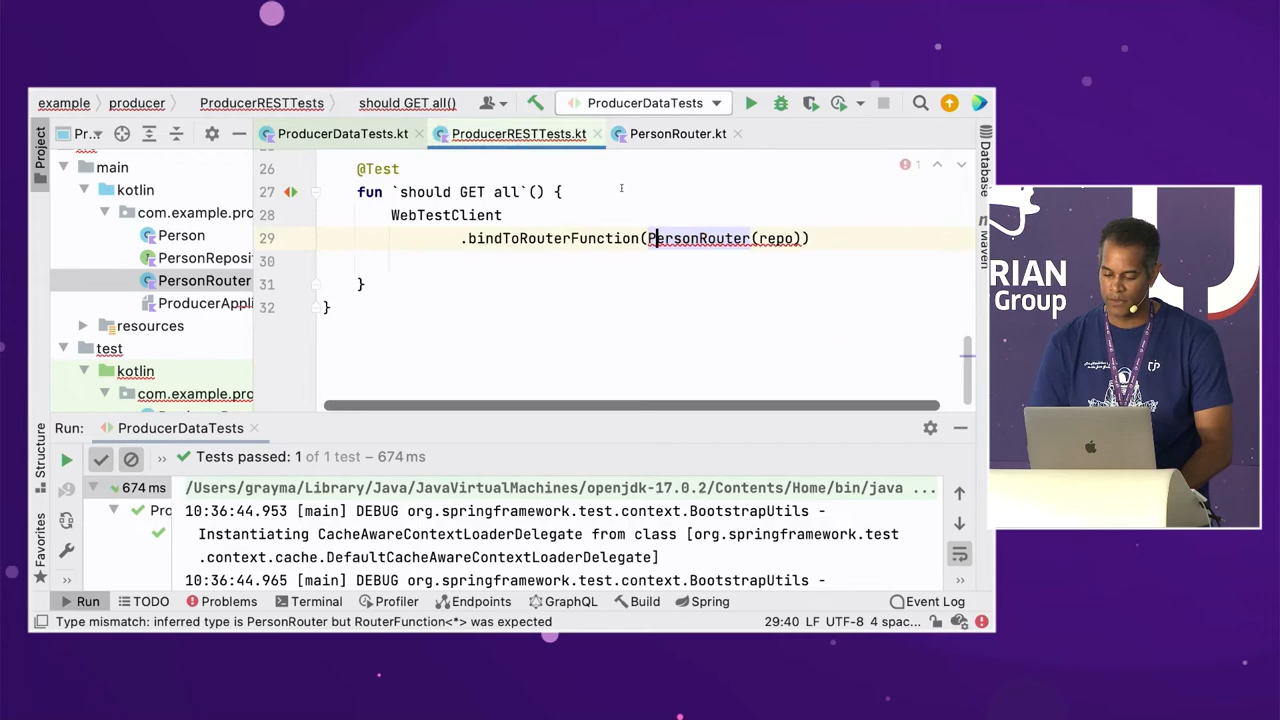 example
producer
ProducerRESTTests
should GET all()
ProducerDataTests
Pr...
ProducerDataTests.kt
ProducerRESTTests.kt
PersonRouter.kt
Project
Database
Maven
main
kotlin
com.example.pro
Person
PersonReposit
PersonRouter
ProducerAppli
resources
test
kotlin
com.example.pro
1
26 @Test
27 fun `should GET all`() {
28 WebTestClient
29 .bindToRouterFunction(PersonRouter(repo))
30
31 }
32 }
RIAN
Group
Run: ProducerDataTests
Structure
Favorites
Tests passed: 1 of 1 test – 674 ms
674 ms
Pro
/Users/grayma/Library/Java/JavaVirtualMachines/openjdk-17.0.2/Contents/Home/bin/java ...
10:36:44.953 [main] DEBUG org.springframework.test.context.BootstrapUtils -
Instantiating CacheAwareContextLoaderDelegate from class [org.springframework.test
.context.cache.DefaultCacheAwareContextLoaderDelegate]
10:36:44.965 [main] DEBUG org.springframework.test.context.BootstrapUtils -
Run TODO Problems Terminal Profiler Endpoints GraphQL Build Spring Event Log
Type mismatch: inferred type is PersonRouter but RouterFunction<*> was expected 29:40 LF UTF-8 4 spac...